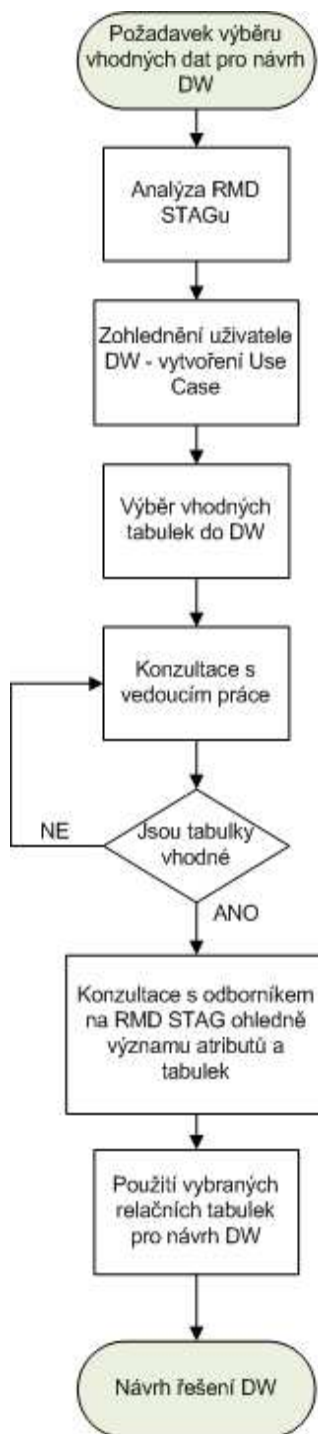 Požadavek výběru
vhodných dat pro návrh
DW
Analýza RMD
STAGu
Zohlednění uživatele
DW - vytvoření Use
Case
Výběr vhodných
tabulek do DW
Konzultace s
vedoucím práce
Jsou tabulky
vhodné
NE
ANO
Konzultace s odborníkem
na RMD STAG ohledně
významu atributů a
tabulek
Použití vybraných
relačních tabulek
pro návrh DW
Návrh řešení DW